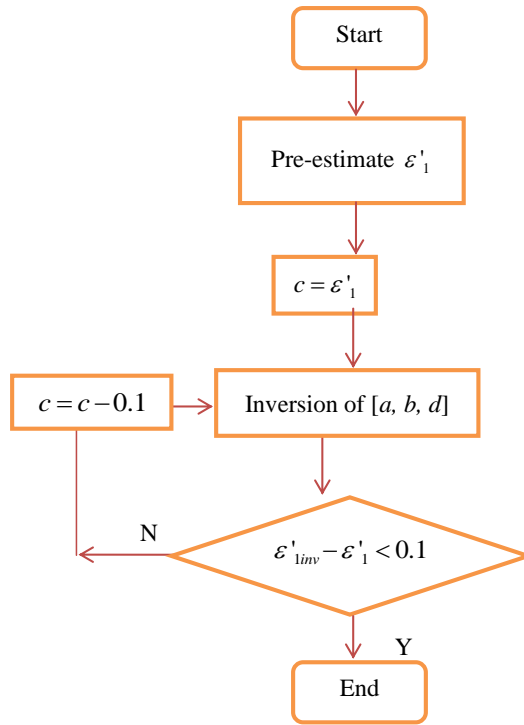 Start
Pre-estimate ε'₁
c = ε'₁
c = c − 0.1
Inversion of [a, b, d]
N
ε'₁ᵢₙᵥ − ε'₁ < 0.1
Y
End